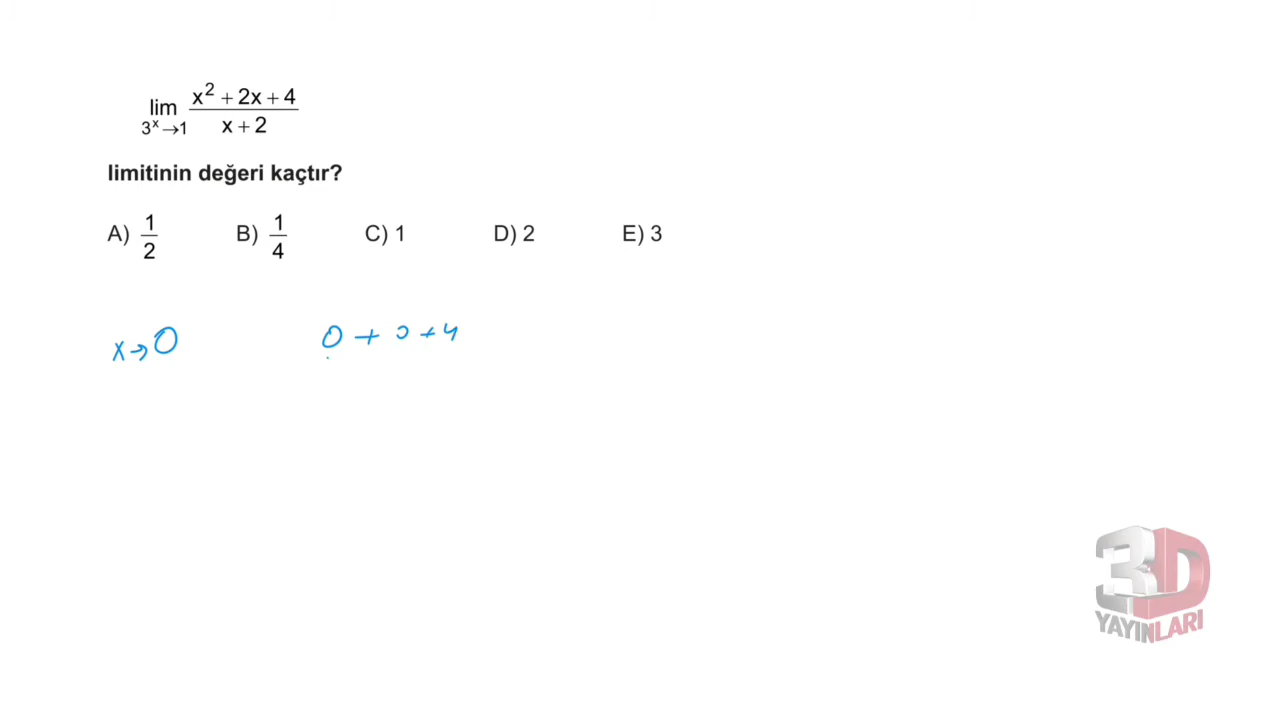 lim 3ˣ→1 x² + 2x + 4 / x + 2
limitinin değeri kaçtır?
A) 1/2 B) 1/4 C) 1 D) 2 E) 3
x→0 0 + 0 + 4
3D
YAYINLARI